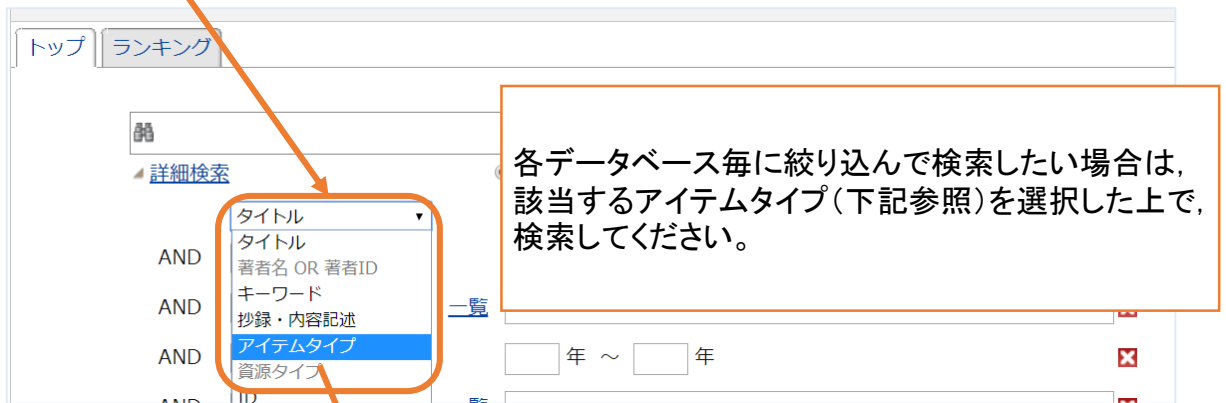 トップ ランキング
詳細検索
各データベース毎に絞り込んで検索したい場合は，
該当するアイテムタイプ（下記参照）を選択した上で，
検索してください。
タイトル
タイトル
AND
著者名 OR 著者ID
キーワード
AND
一覧
抄録・内容記述
アイテムタイプ
AND
年 ～ 年
資源タイプ
ID